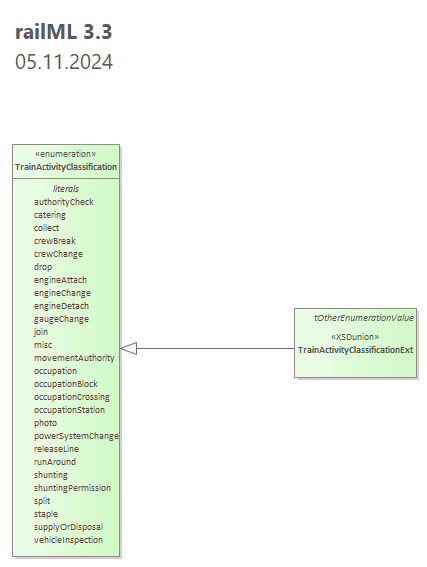 railML 3.3
05.11.2024
«enumeration»
TrainActivityClassification
literals
authorityCheck
catering
collect
crewBreak
crewChange
drop
engineAttach
engineChange
engineDetach
gaugeChange
join
misc
movementAuthority
occupation
occupationBlock
occupationCrossing
occupationStation
photo
powerSystemChange
releaseLine
runAround
shunting
shuntingPermission
split
staple
supplyOrDisposal
vehicleInspection
tOtherEnumerationValue
«XSDunion»
TrainActivityClassificationExt